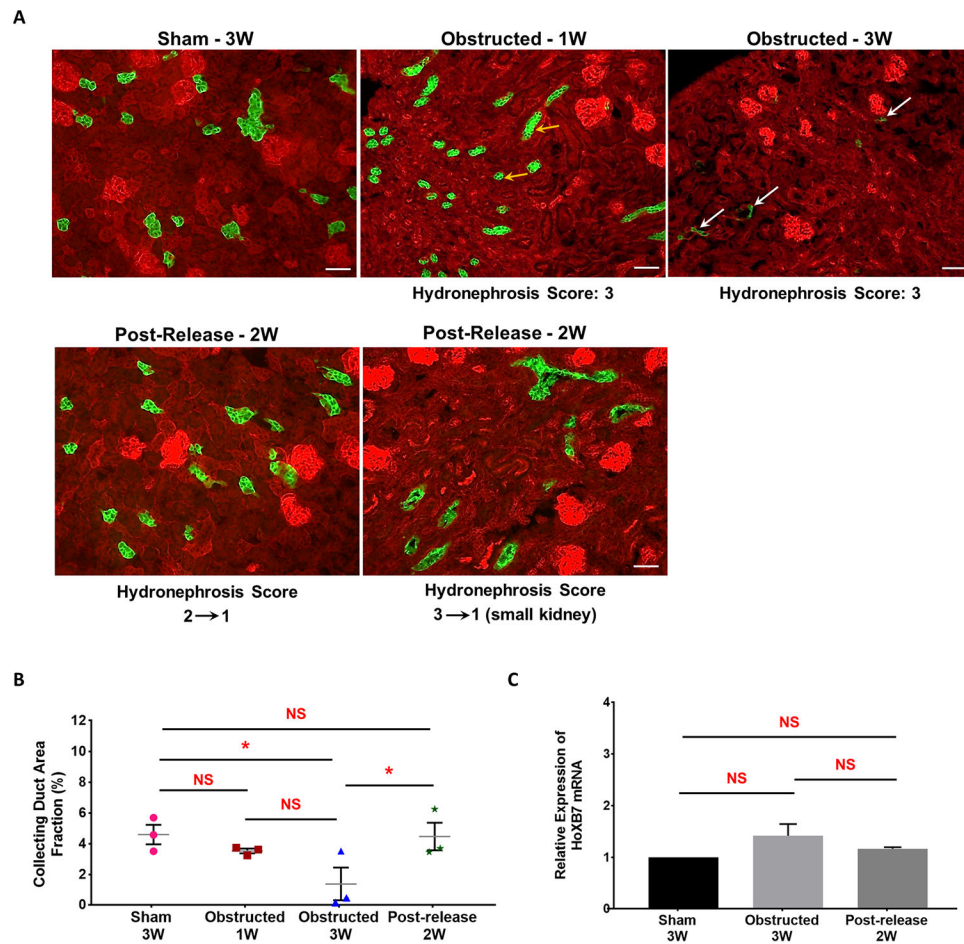 A
Sham - 3W
Obstructed - 1W
Obstructed - 3W
Hydronephrosis Score: 3
Hydronephrosis Score: 3
Post-Release - 2W
Post-Release - 2W
Hydronephrosis Score
2→1
Hydronephrosis Score
3→1 (small kidney)
B
Collecting Duct Area
Fraction (%)
12
10
8
6
4
2
0
NS
*
NS
NS
*
Sham
3W
Obstructed
1W
Obstructed
3W
Post-release
2W
C
Relative Expression of
HoXB7 mRNA
4
3
2
1
0
NS
NS
NS
Sham
3W
Obstructed
3W
Post-release
2W